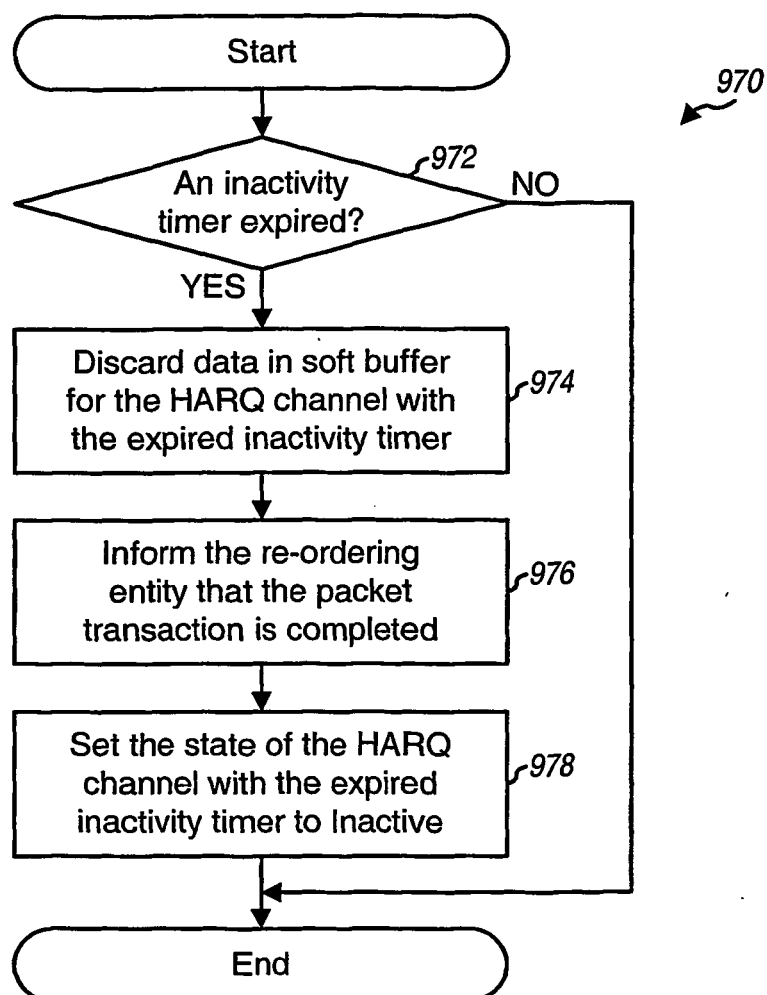 Start
970
972
An inactivity
timer expired?
NO
YES
Discard data in soft buffer
for the HARQ channel with
the expired inactivity timer
974
Inform the re-ordering
entity that the packet
transaction is completed
976
Set the state of the HARQ
channel with the expired
inactivity timer to Inactive
978
End